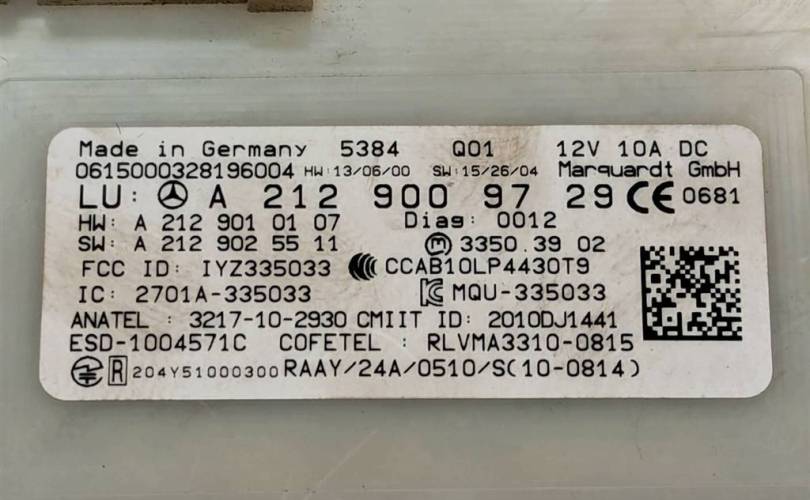 Made in Germany 5384 Q01 12V 10A DC
0615000328196004 HW:13/06/00 SW:15/26/04 Marquardt GmbH
LU: A 212 900 97 29 CE 0681
HW: A 212 901 01 07 Diag: 0012
SW: A 212 902 55 11 M 3350.39 02
FCC ID: IYZ335033 CCAB10LP4430T9
IC: 2701A-335033 MQU-335033
ANATEL : 3217-10-2930 CMIIT ID: 2010DJ1441
ESD-1004571C COFETEL : RLVMA3310-0815
R 204Y51000300 RAAY/24A/0510/S(10-0814)